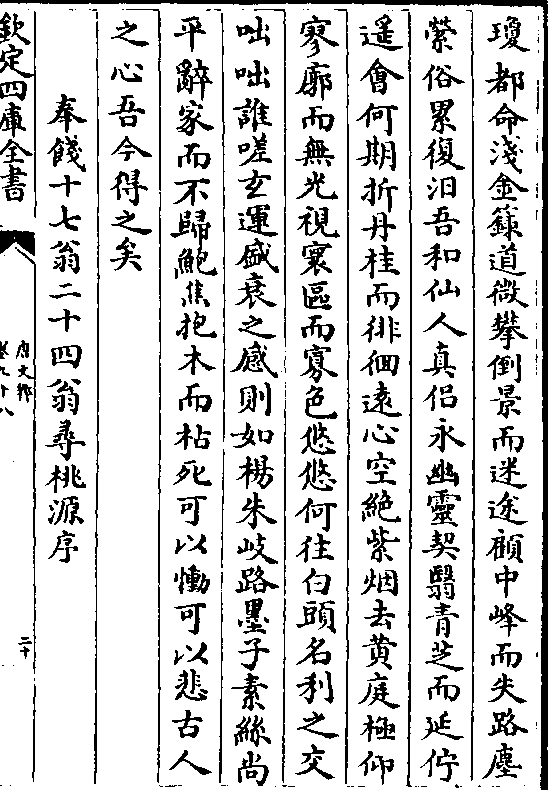 瓊都命淺金籙道微攀倒景而迷途顧中峰而失路塵
縈俗累復汨吾和仙人真侶永幽靈契翳青芝而延佇
遥會何期折丹桂而徘徊遠心空絶紫烟去黄庭極仰
寥廓而無光視寰區而寡色悠悠何往白頭名利之交
咄咄誰嗟玄運盛衰之感則如楊朱岐路墨子素絲尚
平辭家而不歸鮑焦抱木而枯死可以慟可以悲古人
之心吾今得之矣
奉餞十七翁二十四翁尋桃源序
欽定四庫全書
唐文粹
卷九十八
二十